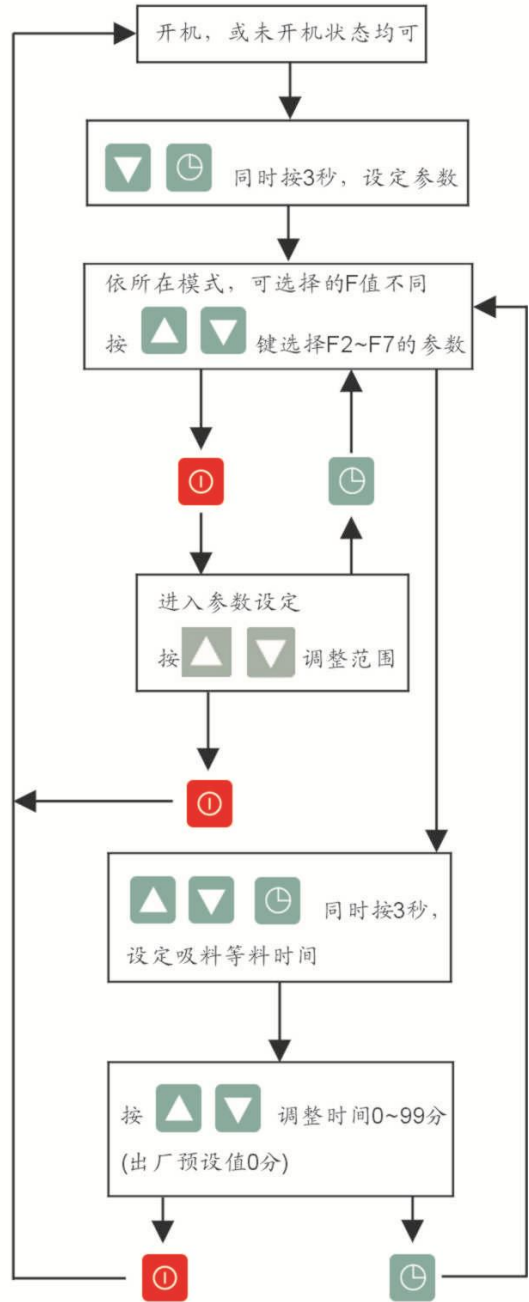 开机，或未开机状态均可
同时按3秒，设定参数
依所在模式，可选择的F值不同
按 键选择F2~F7的参数
进入参数设定
按 调整范围
同时按3秒，
设定吸料等料时间
按 调整时间0~99分
(出厂预设值0分)